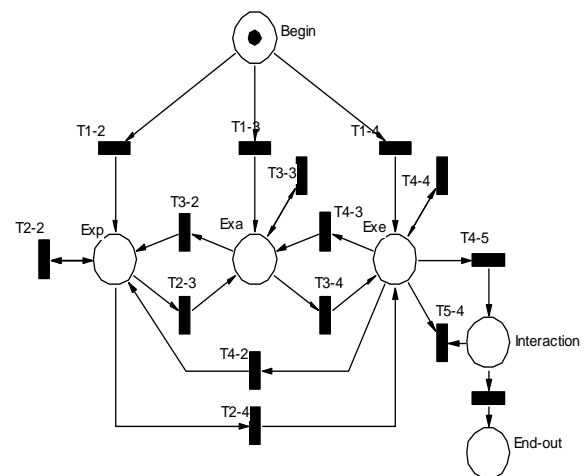 Begin
T1-2
T1-3
T1-4
T3-3
T4-4
T3-2
T4-3
Exp
Exa
Exe
T2-2
T4-5
T2-3
T3-4
T5-4
Interaction
T4-2
T2-4
End-out